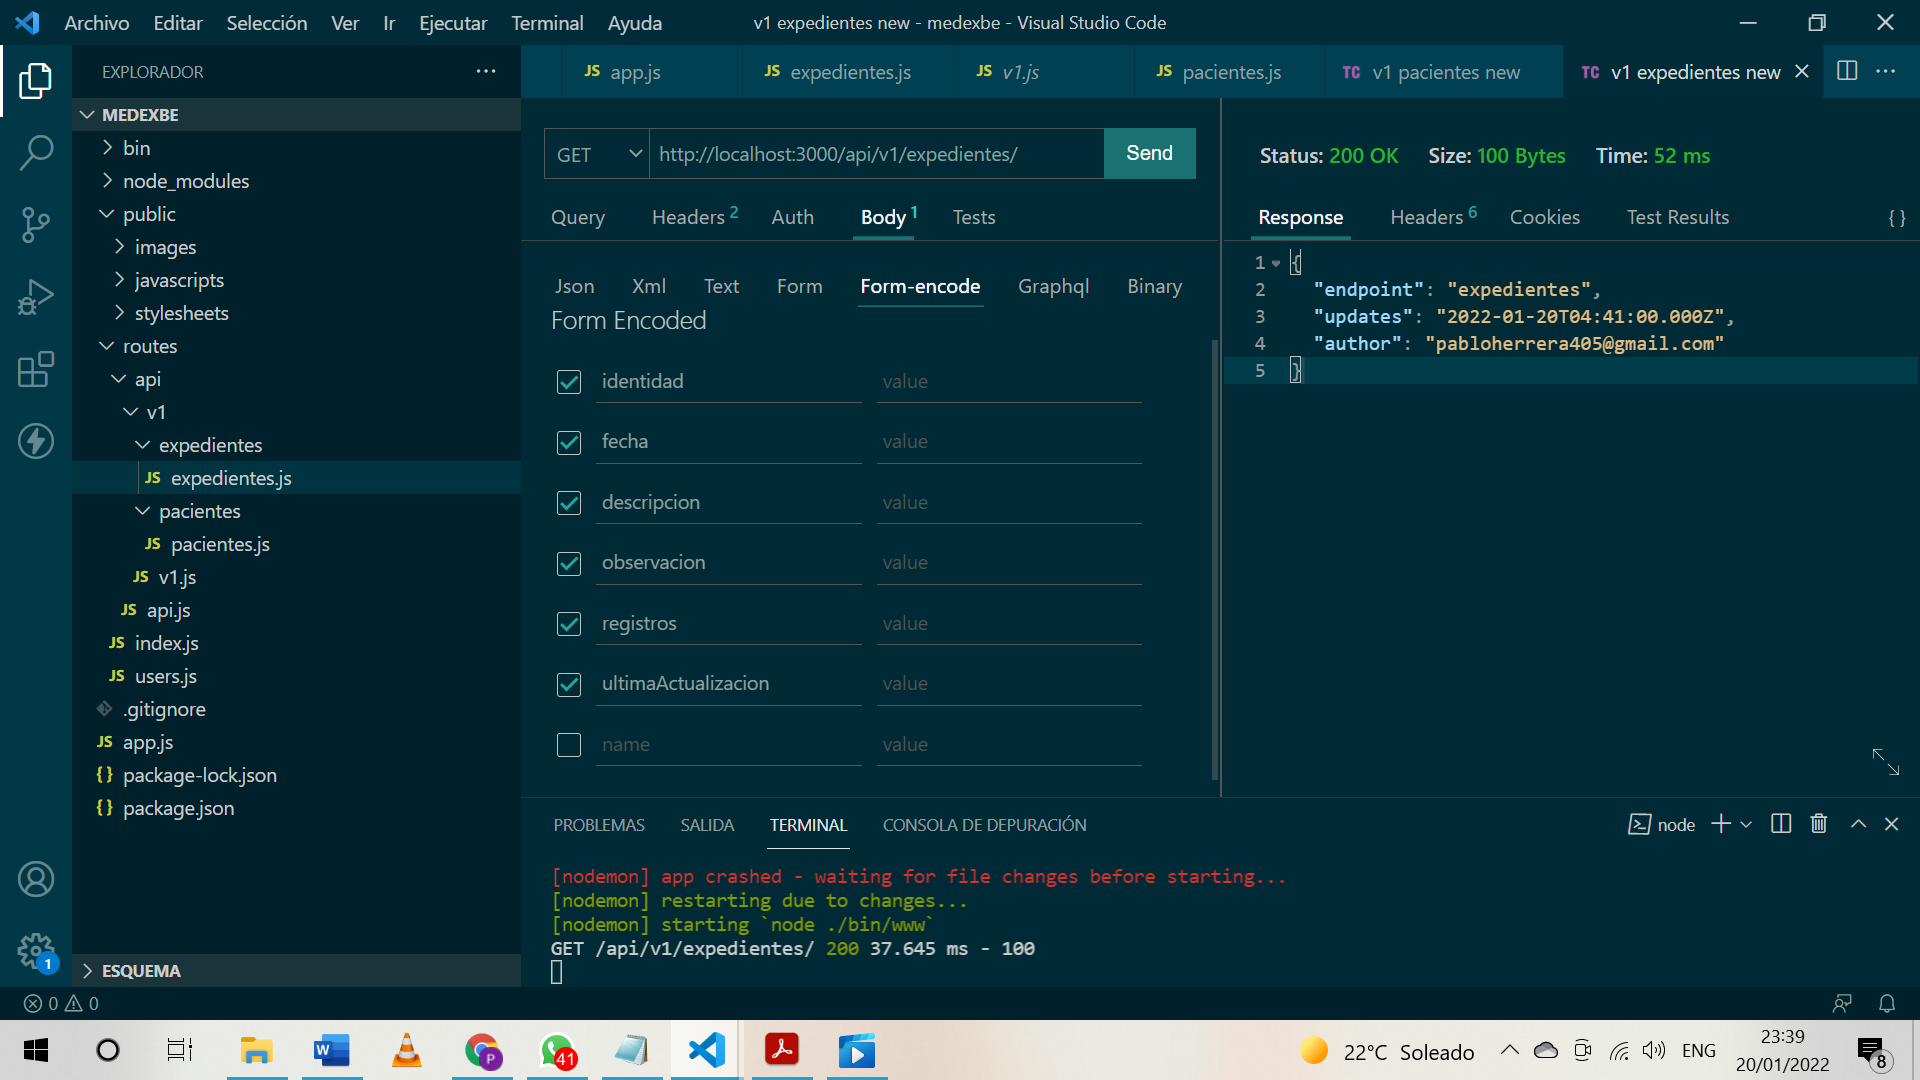 Archivo Editar Selección Ver Ir Ejecutar Terminal Ayuda
v1 expedientes new - medexbe - Visual Studio Code
EXPLORADOR
MEDEXBE
bin
node_modules
public
images
javascripts
stylesheets
routes
api
v1
expedientes
JS expedientes.js
pacientes
JS pacientes.js
JS v1.js
JS api.js
JS index.js
JS users.js
.gitignore
JS app.js
{} package-lock.json
{} package.json
ESQUEMA
1
JS app.js
JS expedientes.js
JS v1.js
JS pacientes.js
TC v1 pacientes new
TC v1 expedientes new
GET
http://localhost:3000/api/v1/expedientes/
Send
Query Headers 2 Auth Body 1 Tests
Json Xml Text Form Form-encode Graphql Binary
Form Encoded
identidad value
fecha value
descripcion value
observacion value
registros value
ultimaActualizacion value
name value
Status: 200 OK Size: 100 Bytes Time: 52 ms
Response Headers 6 Cookies Test Results { }
1 {
2 "endpoint": "expedientes",
3 "updates": "2022-01-20T04:41:00.000Z",
4 "author": "pabloherrera405@gmail.com"
5 }
PROBLEMAS SALIDA TERMINAL CONSOLA DE DEPURACIÓN
node
[nodemon] app crashed - waiting for file changes before starting...
[nodemon] restarting due to changes...
[nodemon] starting `node ./bin/www`
GET /api/v1/expedientes/ 200 37.645 ms - 100
0 0
W
P
41
22°C Soleado
ENG
23:39
20/01/2022
8